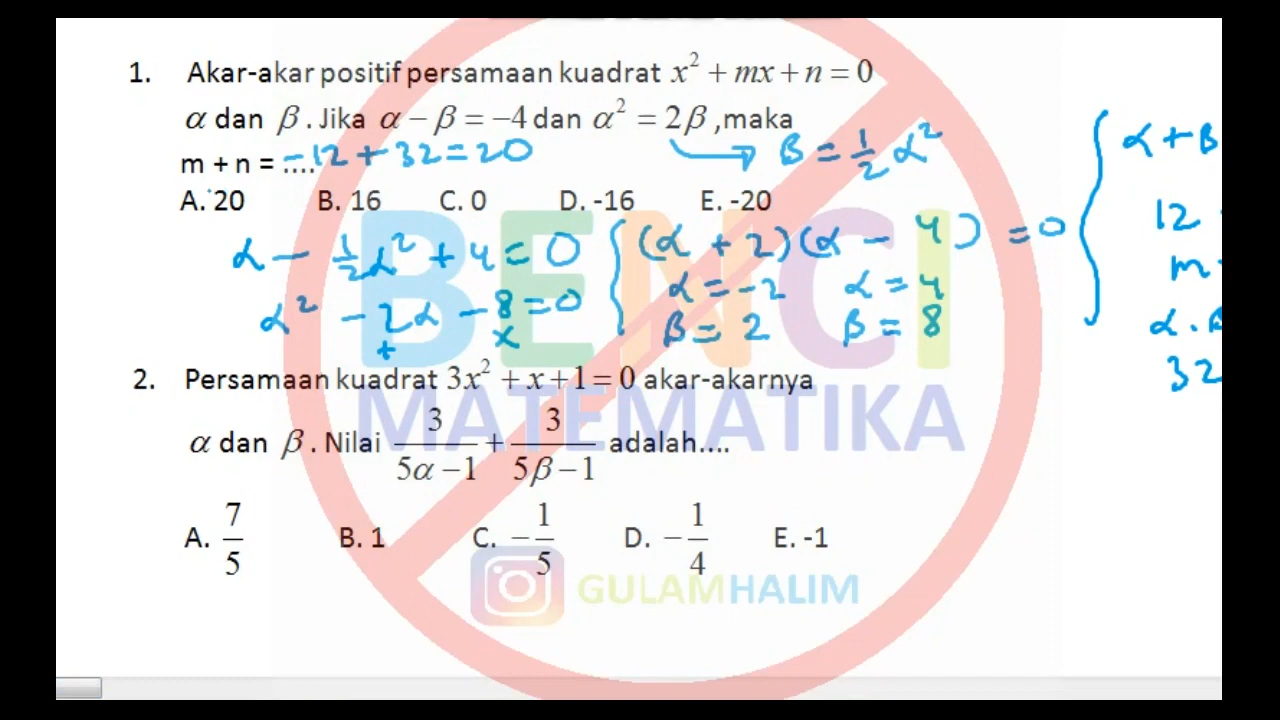 1. Akar-akar positif persamaan kuadrat x² + mx + n = 0
α dan β. Jika α − β = −4 dan α² = 2β ,maka
β = ½ α²
m + n = .... −12 + 32 = 20
A. 20 B. 16 C. 0 D. -16 E. -20
α − ½α² + 4 = 0
α² − 2α − 8 = 0
+ x
(α + 2)(α − 4) = 0
α = −2 α = 4
β = 2 β = 8
α + β
12
m
α . β
32
2. Persamaan kuadrat 3x² + x + 1 = 0 akar-akarnya
α dan β. Nilai 3/(5α − 1) + 3/(5β − 1) adalah....
A. 7/5 B. 1 C. −1/5 D. −1/4 E. -1
BENCI
MATEMATIKA
GULAMHALIM